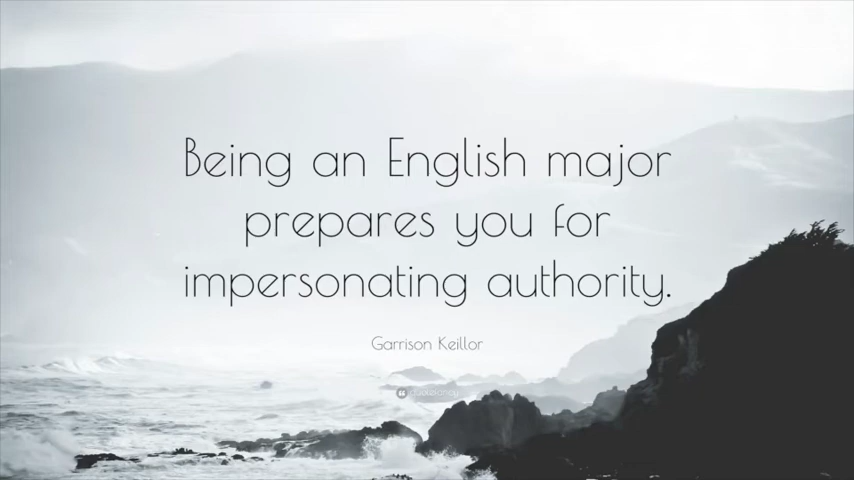 Being an English major
prepares you for
impersonating authority.
Garrison Keillor